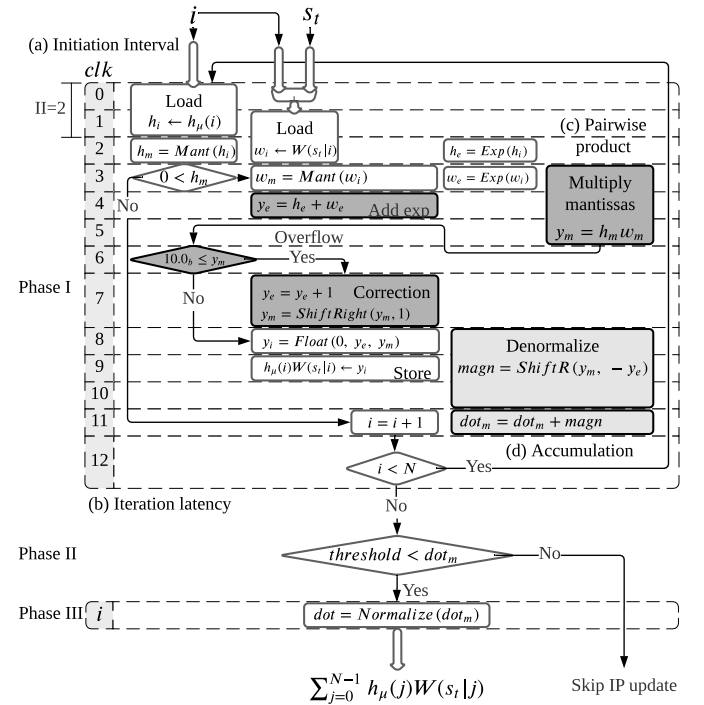 i s_t
(a) Initiation Interval
clk
0
II=2
Load
h_i ← h_μ(i)
1
Load
w_i ← W(s_t|i)
(c) Pairwise
product
2
h_m = Mant(h_i)
h_e = Exp(h_i)
3
0 < h_m
w_m = Mant(w_i)
w_e = Exp(w_i)
Multiply
mantissas
y_m = h_m w_m
No
4
y_e = h_e + w_e
Add exp
5
Overflow
6
10.0_b ≤ y_m
Yes
Phase I
7
y_e = y_e + 1 Correction
y_m = ShiftRight(y_m, 1)
No
8
y_i = Float(0, y_e, y_m)
Denormalize
magn = ShiftR(y_m, − y_e)
9
h_μ(i)W(s_t|i) ← y_i
Store
10
11
i = i + 1
dot_m = dot_m + magn
(d) Accumulation
12
i < N
Yes
(b) Iteration latency
No
Phase II
threshold < dot_m
No
Yes
Phase III
i
dot = Normalize(dot_m)
∑_{j=0}^{N−1} h_μ(j)W(s_t|j)
Skip IP update